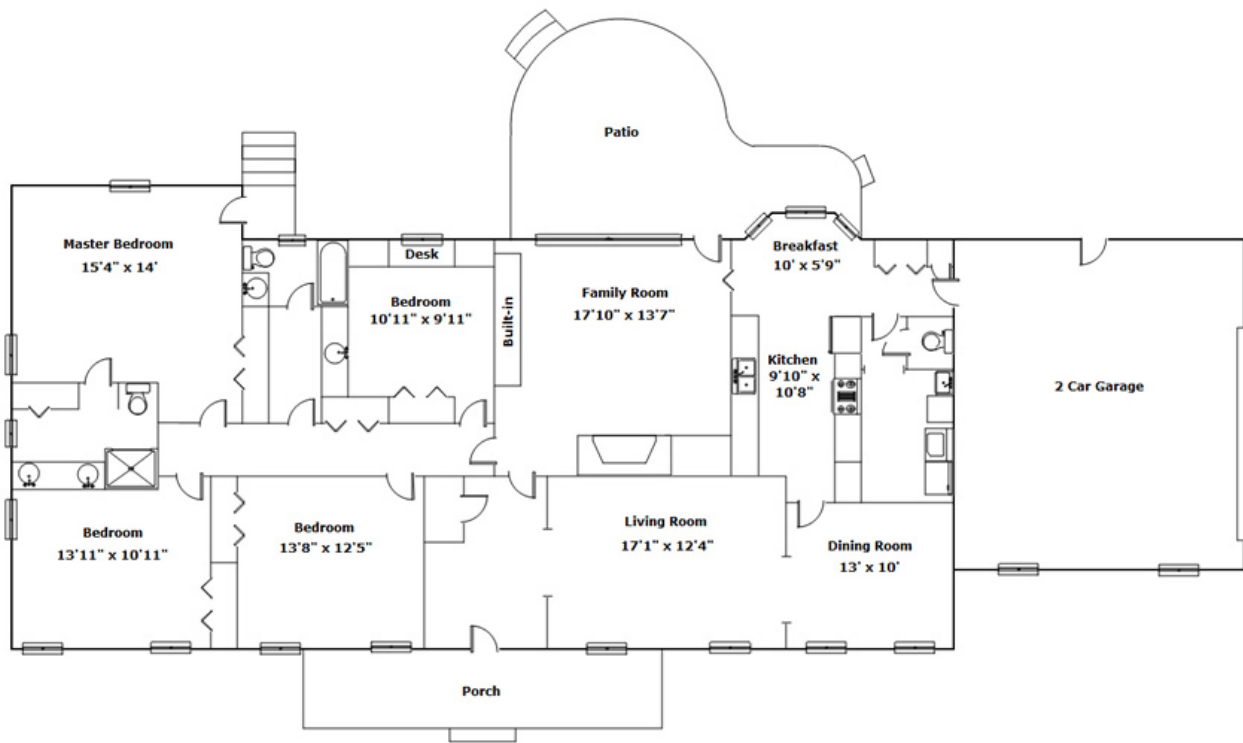 Patio
Master Bedroom
15'4" x 14'
Desk
Bedroom
10'11" x 9'11"
Built-in
Family Room
17'10" x 13'7"
Breakfast
10' x 5'9"
Kitchen
9'10" x
10'8"
2 Car Garage
Bedroom
13'11" x 10'11"
Bedroom
13'8" x 12'5"
Living Room
17'1" x 12'4"
Dining Room
13' x 10'
Porch